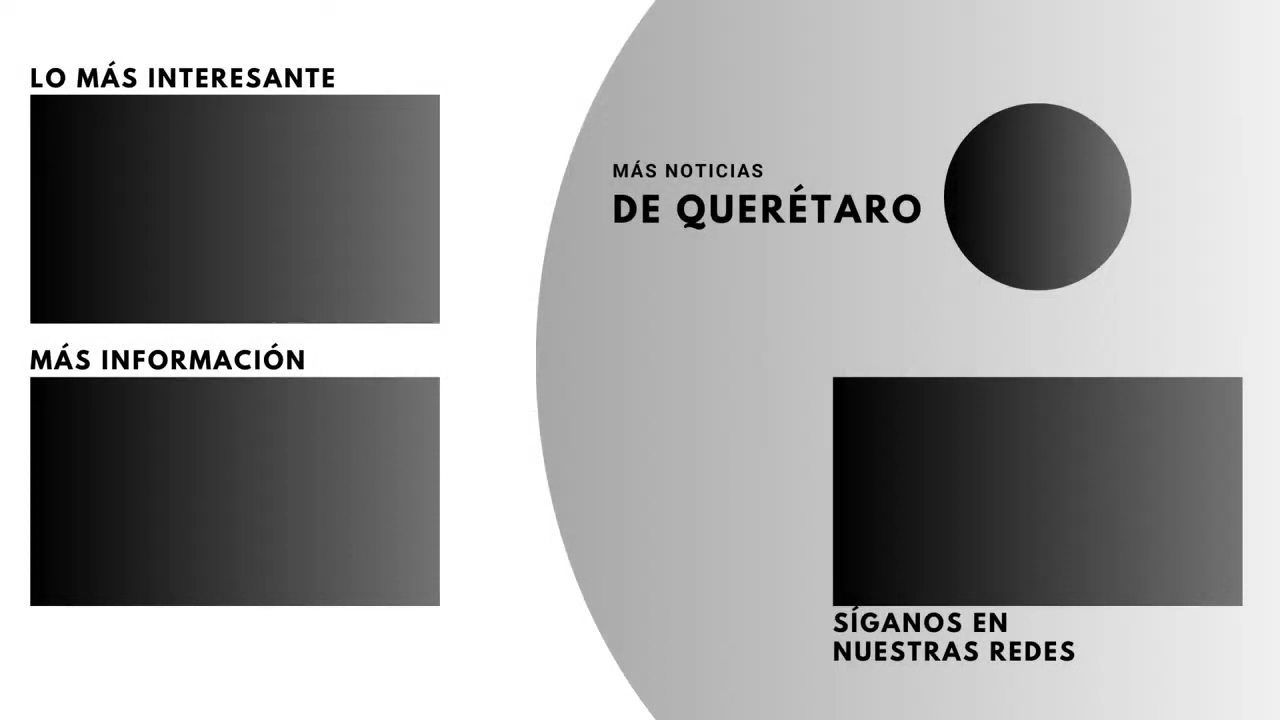 LO MÁS INTERESANTE
MÁS INFORMACIÓN
MÁS NOTICIAS
DE QUERÉTARO
SÍGANOS EN
NUESTRAS REDES